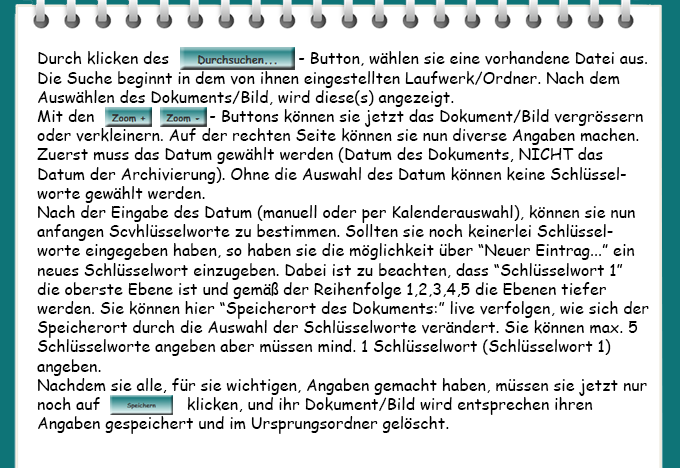 Durch klicken des Durchsuchen... - Button, wählen sie eine vorhandene Datei aus.
Die Suche beginnt in dem von ihnen eingestellten Laufwerk/Ordner. Nach dem
Auswählen des Dokuments/Bild, wird diese(s) angezeigt.
Mit den Zoom + Zoom - - Buttons können sie jetzt das Dokument/Bild vergrössern
oder verkleinern. Auf der rechten Seite können sie nun diverse Angaben machen.
Zuerst muss das Datum gewählt werden (Datum des Dokuments, NICHT das
Datum der Archivierung). Ohne die Auswahl des Datum können keine Schlüssel-
worte gewählt werden.
Nach der Eingabe des Datum (manuell oder per Kalenderauswahl), können sie nun
anfangen Scvhlüsselworte zu bestimmen. Sollten sie noch keinerlei Schlüssel-
worte eingegeben haben, so haben sie die möglichkeit über “Neuer Eintrag...” ein
neues Schlüsselwort einzugeben. Dabei ist zu beachten, dass “Schlüsselwort 1”
die oberste Ebene ist und gemäß der Reihenfolge 1,2,3,4,5 die Ebenen tiefer
werden. Sie können hier “Speicherort des Dokuments:” live verfolgen, wie sich der
Speicherort durch die Auswahl der Schlüsselworte verändert. Sie können max. 5
Schlüsselworte angeben aber müssen mind. 1 Schlüsselwort (Schlüsselwort 1)
angeben.
Nachdem sie alle, für sie wichtigen, Angaben gemacht haben, müssen sie jetzt nur
noch auf Speichern klicken, und ihr Dokument/Bild wird entsprechen ihren
Angaben gespeichert und im Ursprungsordner gelöscht.